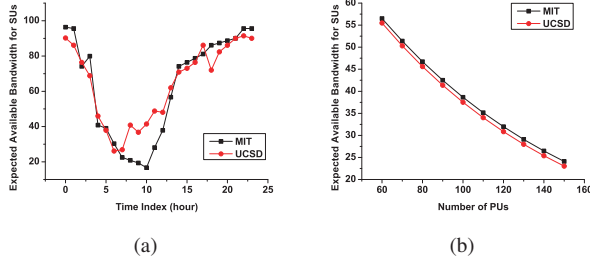 Expected Available Bandwidth for SUs
100
80
60
40
20
0
5
10
15
20
25
Time Index (hour)
MIT
UCSD
(a)
Expected Available Bandwidth for SUs
60
55
50
45
40
35
30
25
20
60
80
100
120
140
160
Number of PUs
MIT
UCSD
(b)